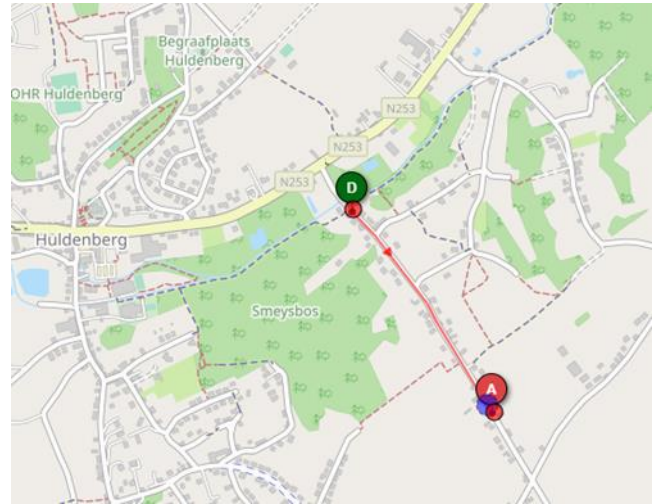 Begraafplaats
Huldenberg
OHR Huldenberg
N253
N253
N253
D
Huldenberg
Smeysbos
A